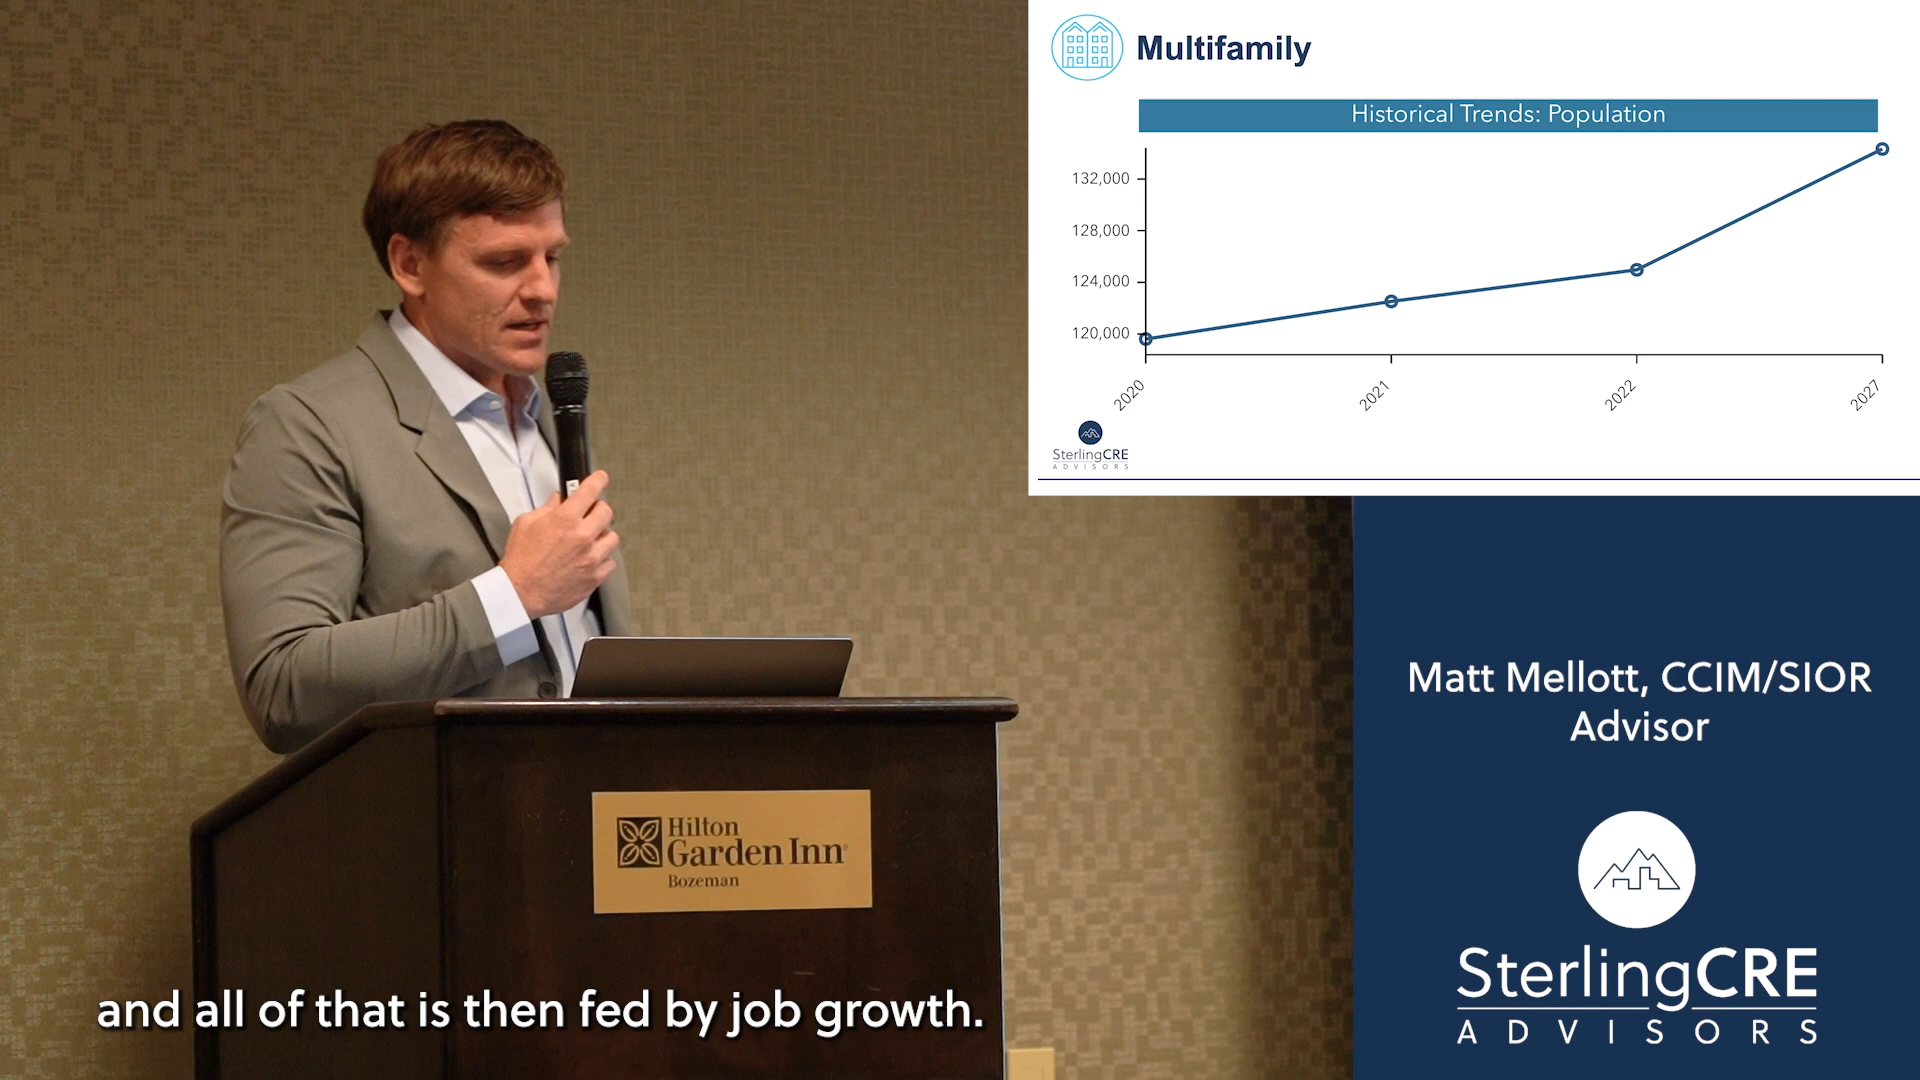 Multifamily
Historical Trends: Population
132,000
128,000
124,000
120,000
2020
2021
2022
2027
SterlingCRE
ADVISORS
Matt Mellott, CCIM/SIOR
Advisor
Hilton
Garden Inn
Bozeman
SterlingCRE
ADVISORS
and all of that is then fed by job growth.